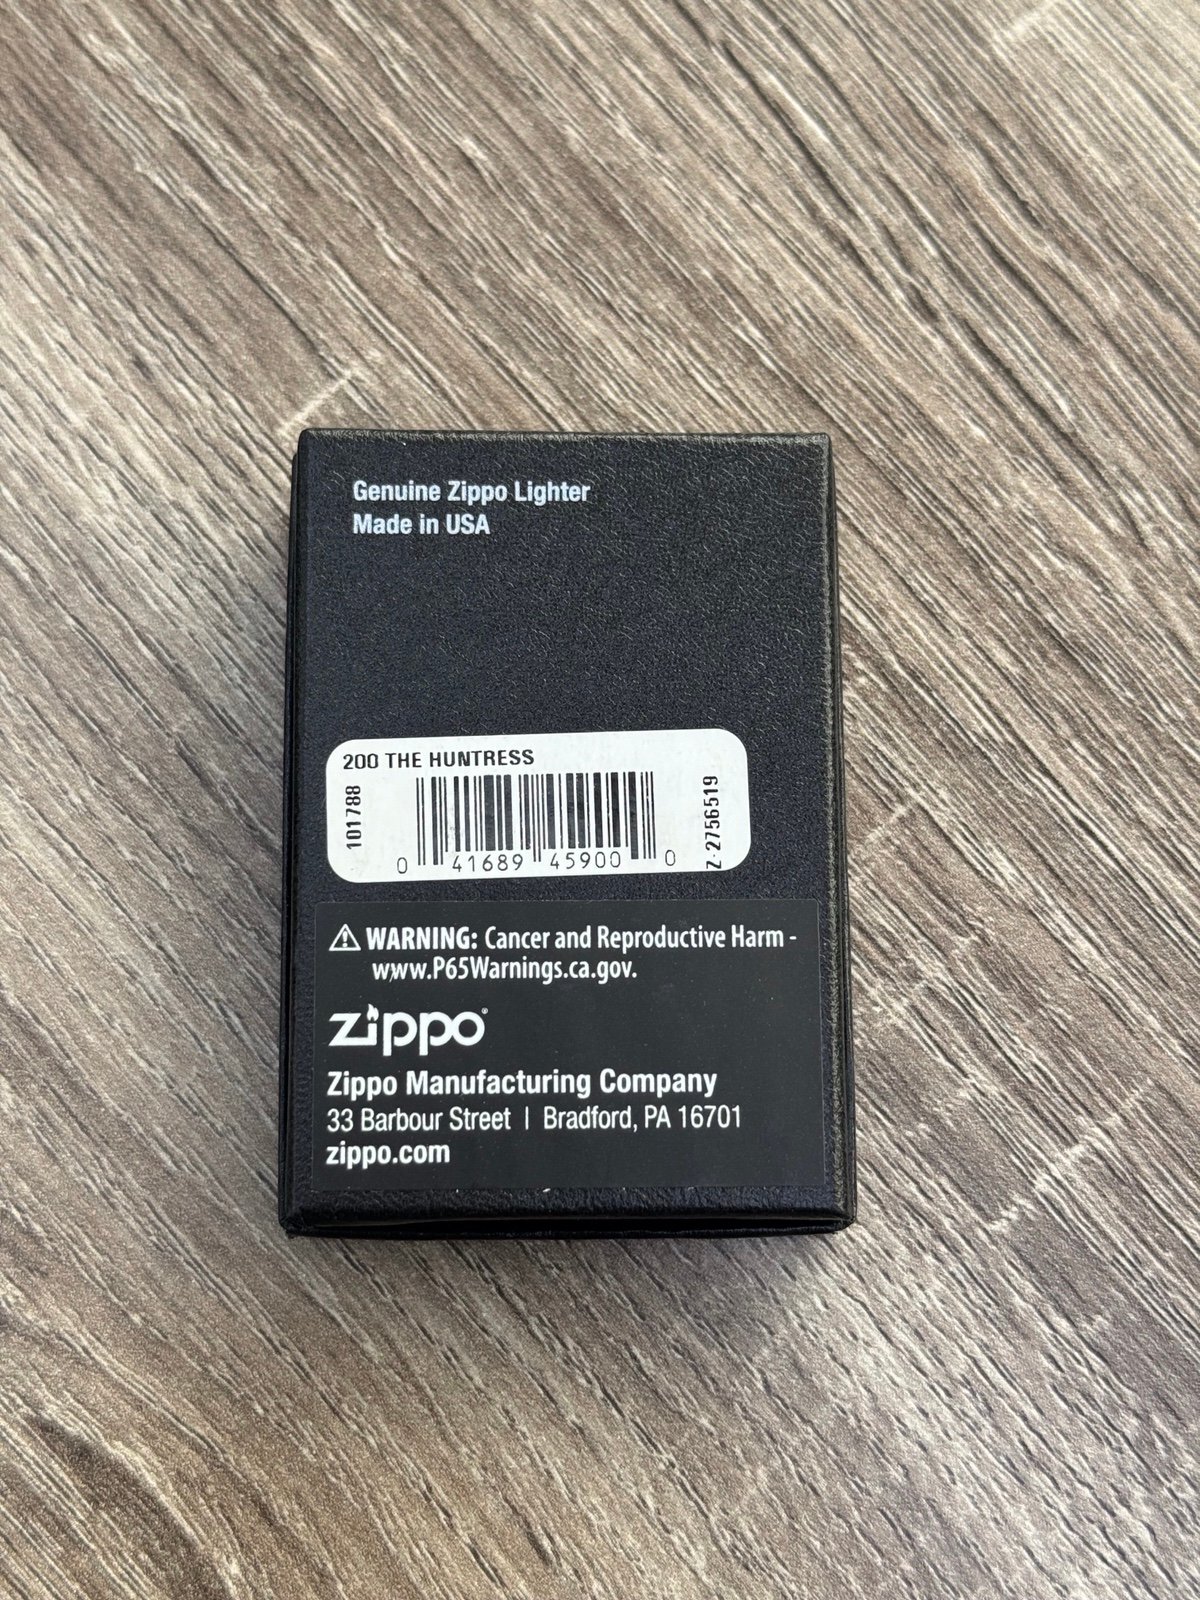 Genuine Zippo Lighter
Made in USA
200 THE HUNTRESS
101788
0 41689 45900 0
Z-2756519
⚠ WARNING: Cancer and Reproductive Harm -
www.P65Warnings.ca.gov.
zippo®
Zippo Manufacturing Company
33 Barbour Street | Bradford, PA 16701
zippo.com